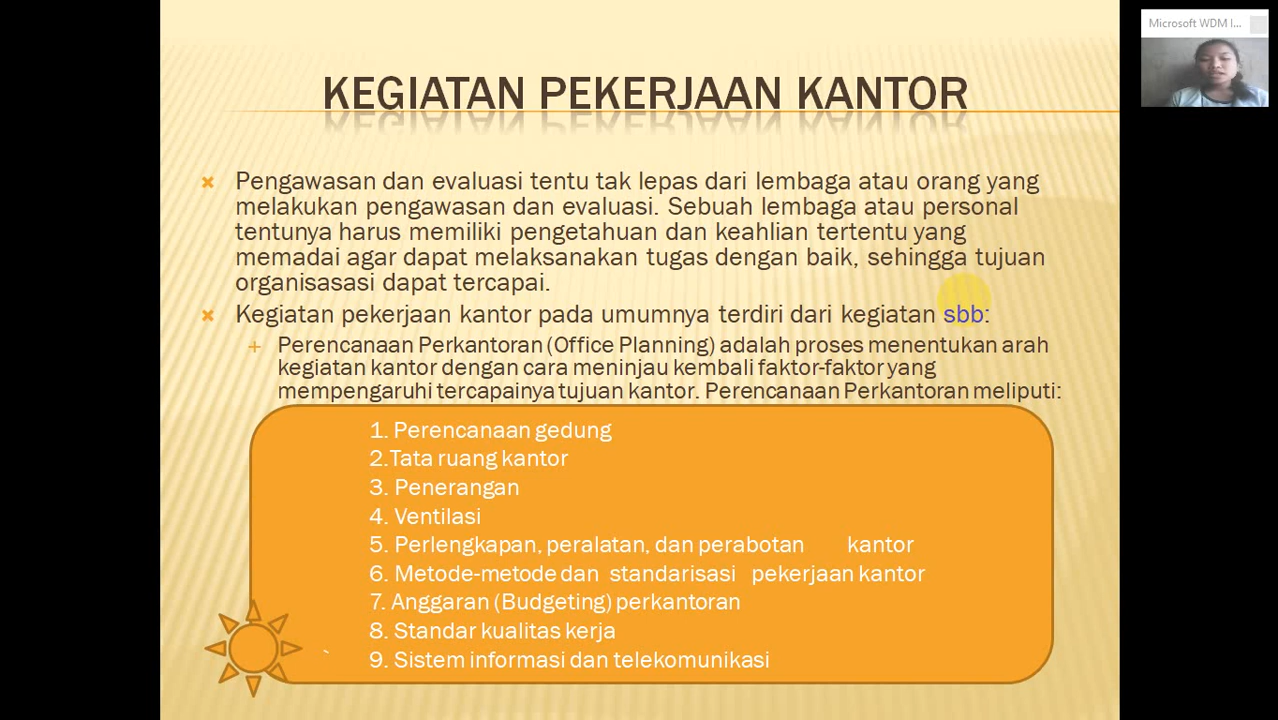 Microsoft WDM I...
KEGIATAN PEKERJAAN KANTOR
Pengawasan dan evaluasi tentu tak lepas dari lembaga atau orang yang
melakukan pengawasan dan evaluasi. Sebuah lembaga atau personal
tentunya harus memiliki pengetahuan dan keahlian tertentu yang
memadai agar dapat melaksanakan tugas dengan baik, sehingga tujuan
organisasasi dapat tercapai.
Kegiatan pekerjaan kantor pada umumnya terdiri dari kegiatan sbb:
Perencanaan Perkantoran (Office Planning) adalah proses menentukan arah
kegiatan kantor dengan cara meninjau kembali faktor-faktor yang
mempengaruhi tercapainya tujuan kantor. Perencanaan Perkantoran meliputi:
1. Perencanaan gedung
2.Tata ruang kantor
3. Penerangan
4. Ventilasi
5. Perlengkapan, peralatan, dan perabotan kantor
6. Metode-metode dan standarisasi pekerjaan kantor
7. Anggaran (Budgeting) perkantoran
8. Standar kualitas kerja
9. Sistem informasi dan telekomunikasi